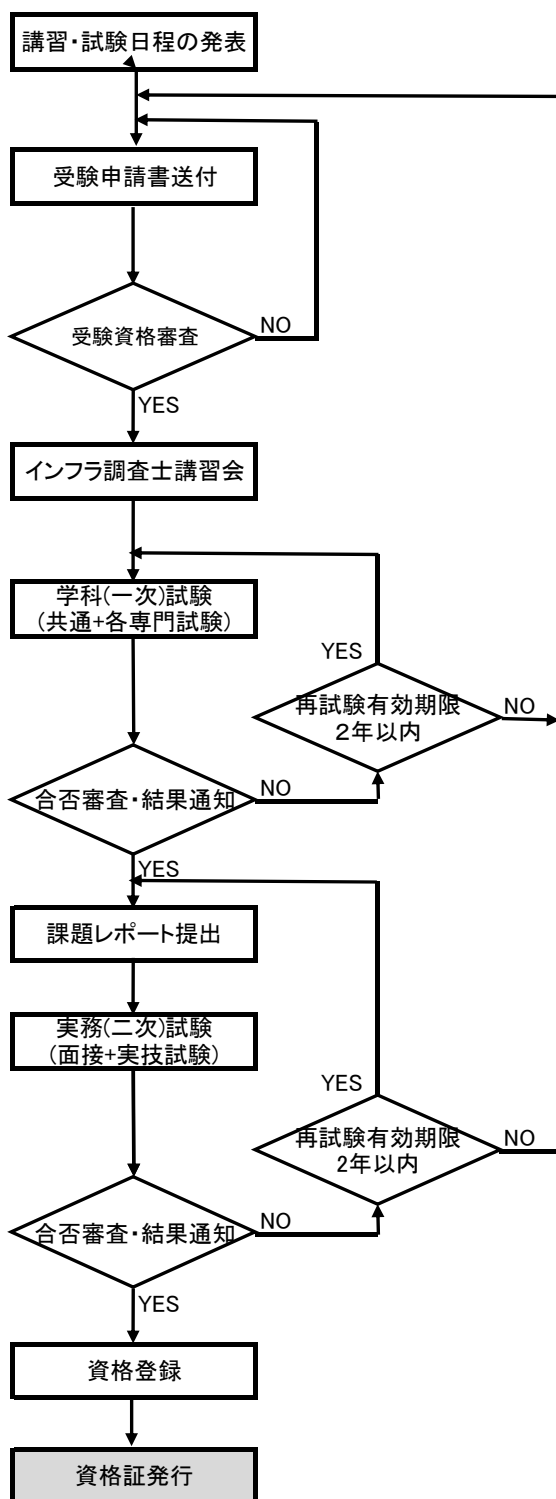 講習・試験日程の発表
受験申請書送付
受験資格審査
NO
YES
インフラ調査士講習会
学科(一次)試験
(共通+各専門試験)
YES
再試験有効期限
２年以内
NO
合否審査・結果通知
NO
YES
課題レポート提出
実務(二次)試験
(面接+実技試験)
YES
再試験有効期限
2年以内
NO
合否審査・結果通知
NO
YES
資格登録
資格証発行